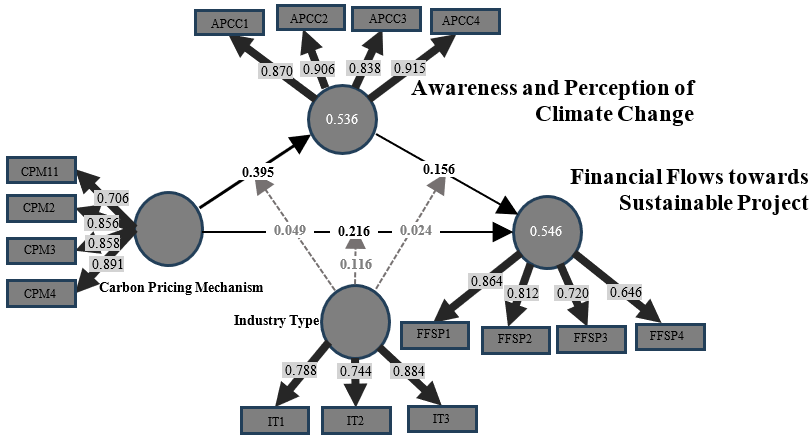 APCC1 APCC2 APCC3 APCC4
0.870 0.906 0.838 0.915
Awareness and Perception of
Climate Change
0.536
CPM11
CPM2
CPM3
CPM4
0.706
0.856
0.858
0.891
Carbon Pricing Mechanism
0.395
0.156
Financial Flows towards
Sustainable Project
0.546
0.049
0.216
0.024
0.116
Industry Type
0.864 0.812 0.720 0.646
FFSP1 FFSP2 FFSP3 FFSP4
0.788 0.744 0.884
IT1 IT2 IT3